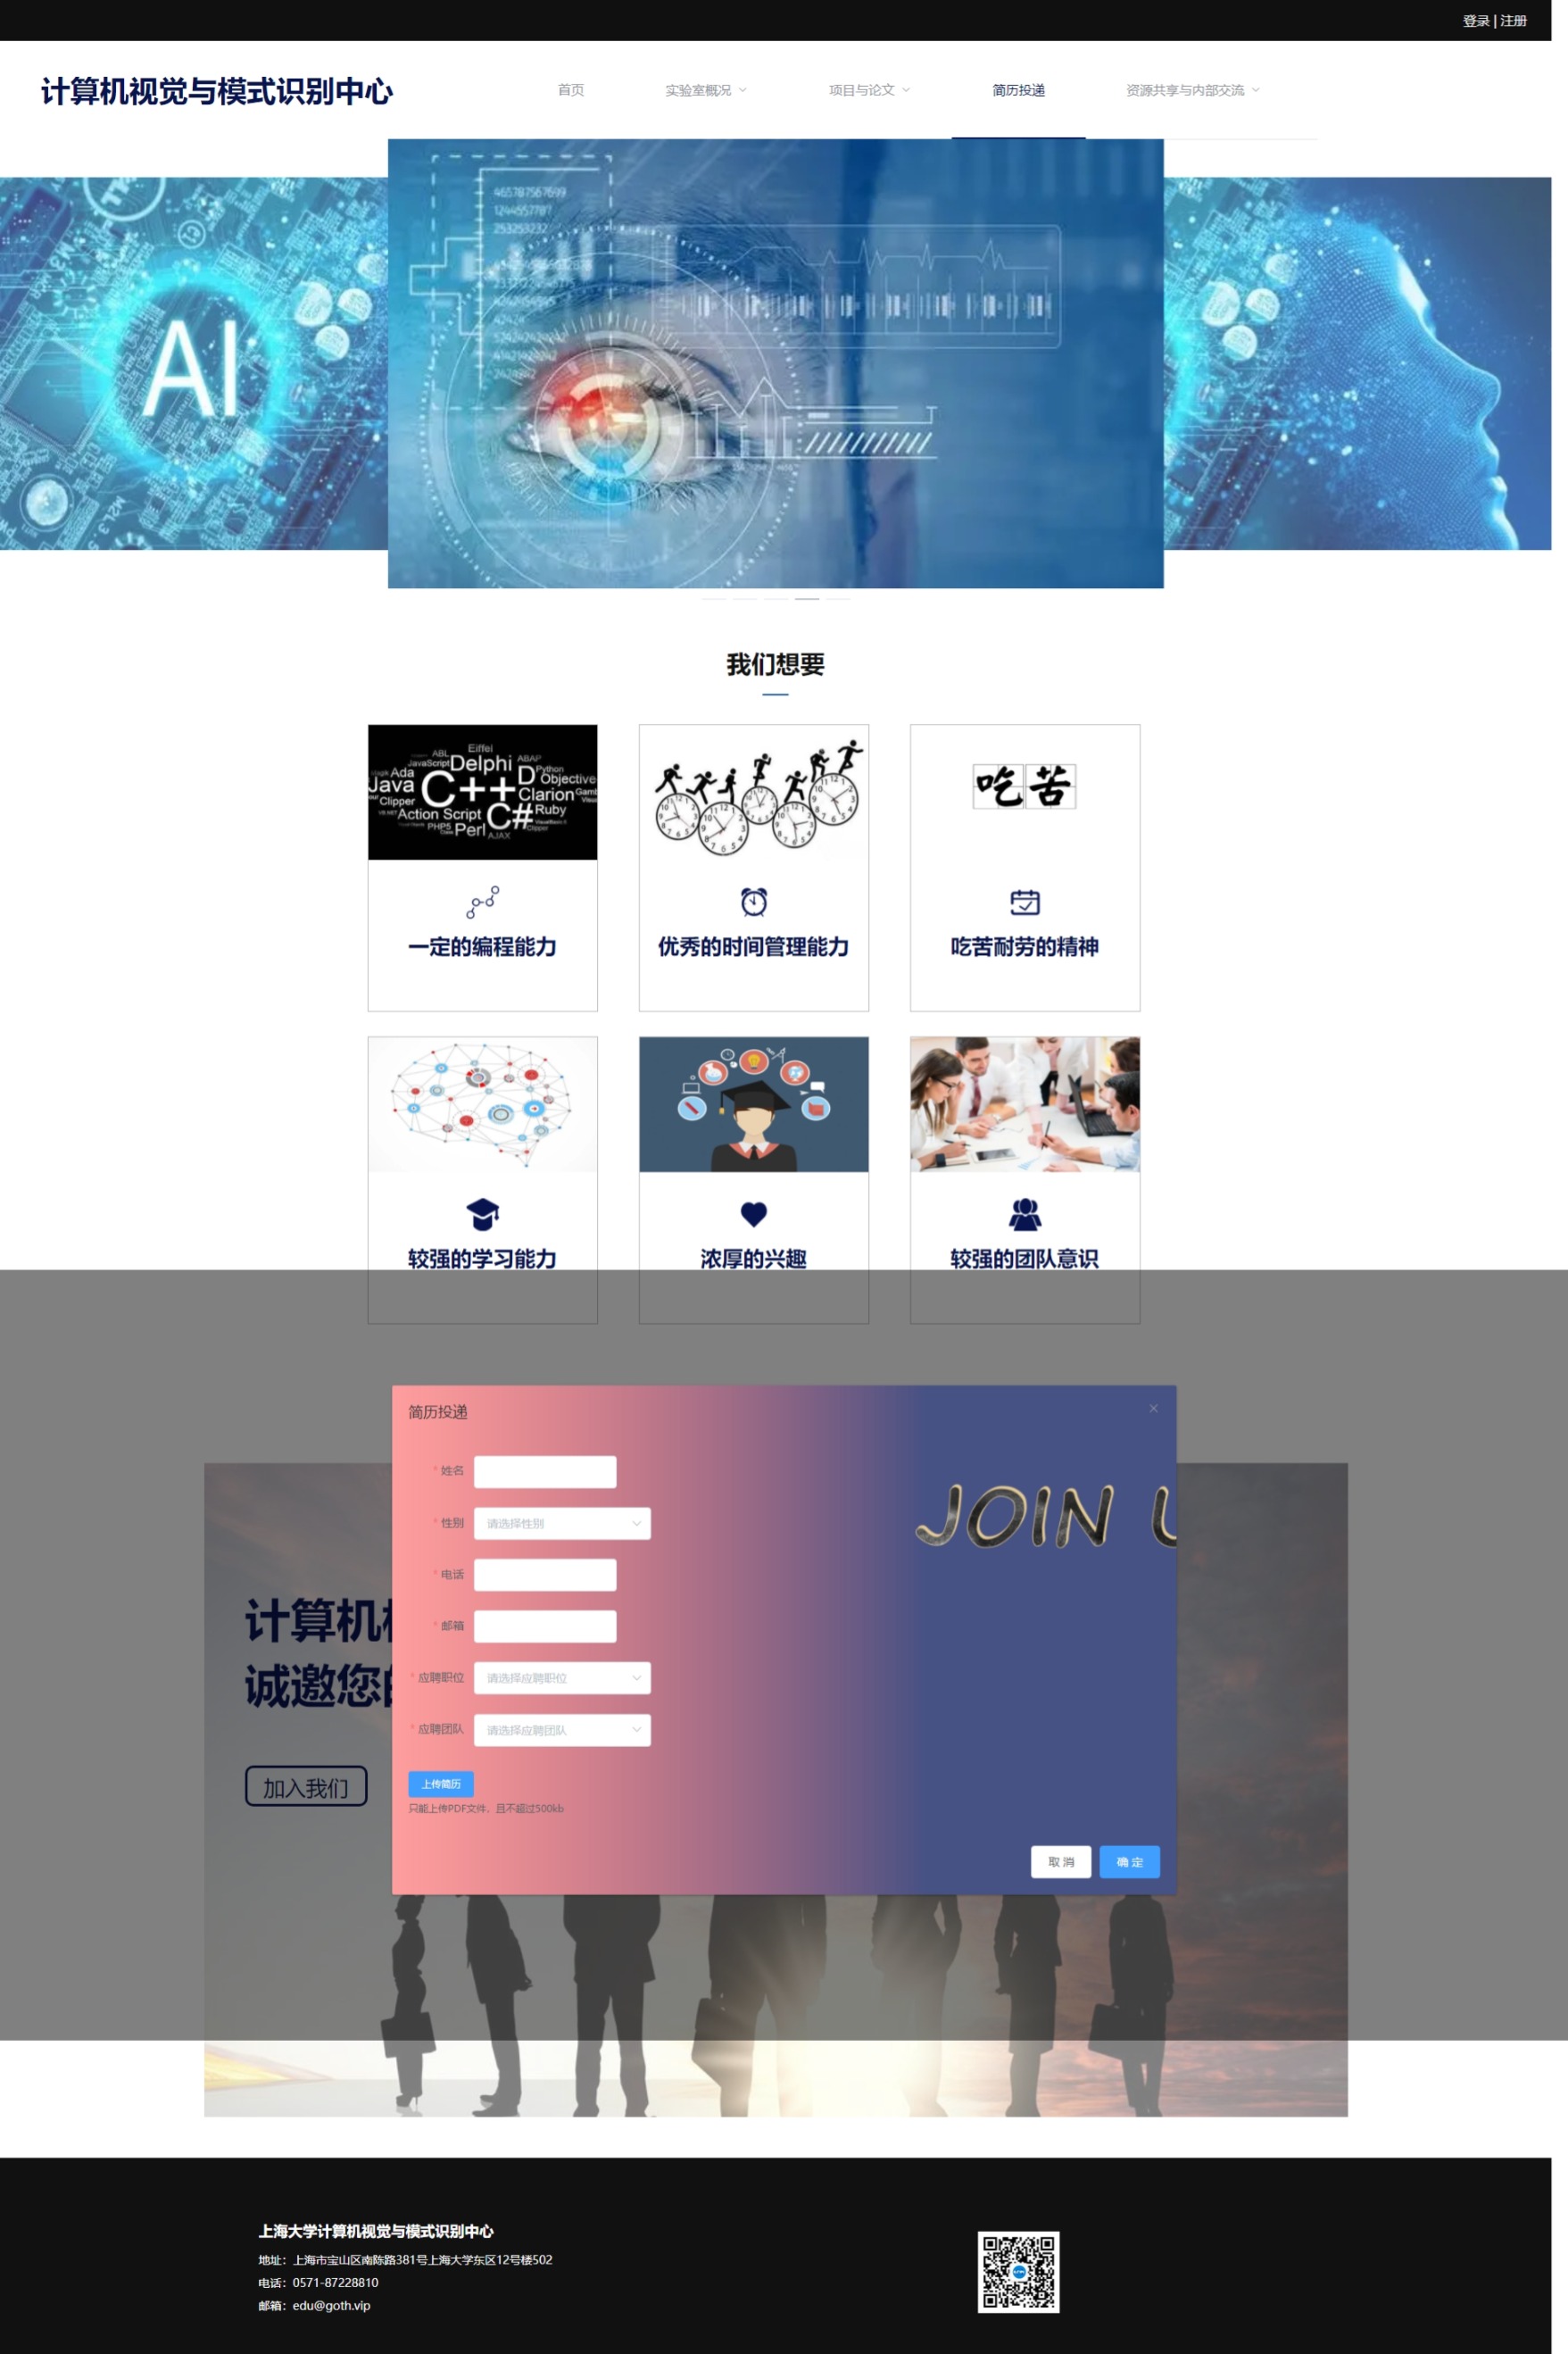 登录 | 注册
计算机视觉与模式识别中心
首页
实验室概况
项目与论文
简历投递
资源共享与内部交流
AI
465787567699
1244557787
253253232
我们想要
Eiffel
ABL
JavaScript
Delphi
ABAP
Ada
Java
C++
D
Python
Objective-
Clipper
Clarion
Action Script
C#
Ruby
PHP5
Perl
AJAX
吃苦
一定的编程能力
优秀的时间管理能力
吃苦耐劳的精神
较强的学习能力
浓厚的兴趣
较强的团队意识
简历投递
* 姓名
* 性别
请选择性别
* 电话
* 邮箱
* 应聘职位
请选择应聘职位
* 应聘团队
请选择应聘团队
上传简历
只能上传PDF文件，且不超过500kb
JOIN U
取 消
确 定
计算机
诚邀您
加入我们
上海大学计算机视觉与模式识别中心
地址：上海市宝山区南陈路381号上海大学东区12号楼502
电话：0571-87228810
邮箱：edu@goth.vip